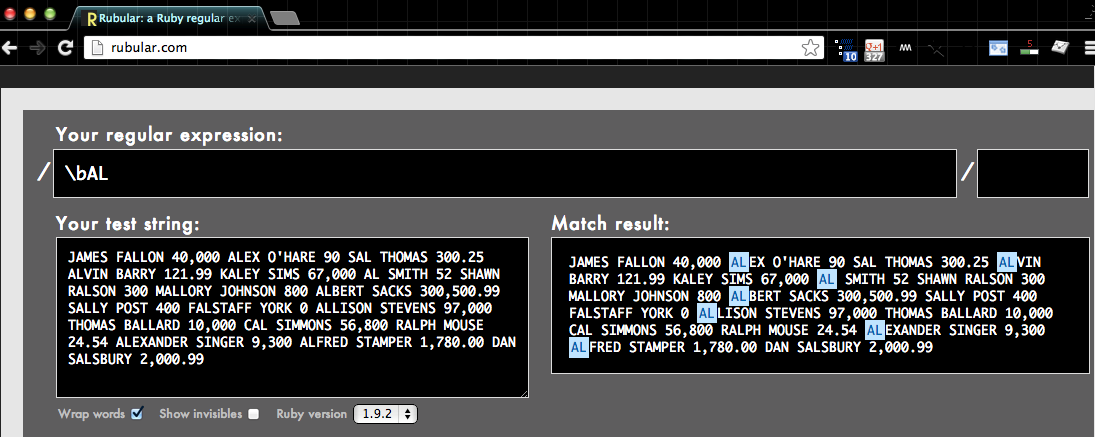 Rubular: a Ruby regular ex
rubular.com
10
g+1
327
5
Your regular expression:
/ \bAL /
Your test string:
JAMES FALLON 40,000 ALEX O'HARE 90 SAL THOMAS 300.25
ALVIN BARRY 121.99 KALEY SIMS 67,000 AL SMITH 52 SHAWN
RALSON 300 MALLORY JOHNSON 800 ALBERT SACKS 300,500.99
SALLY POST 400 FALSTAFF YORK 0 ALLISON STEVENS 97,000
THOMAS BALLARD 10,000 CAL SIMMONS 56,800 RALPH MOUSE
24.54 ALEXANDER SINGER 9,300 ALFRED STAMPER 1,780.00 DAN
SALSBURY 2,000.99
Wrap words Show invisibles Ruby version 1.9.2
Match result:
JAMES FALLON 40,000 ALEX O'HARE 90 SAL THOMAS 300.25 ALVIN
BARRY 121.99 KALEY SIMS 67,000 AL SMITH 52 SHAWN RALSON 300
MALLORY JOHNSON 800 ALBERT SACKS 300,500.99 SALLY POST 400
FALSTAFF YORK 0 ALLISON STEVENS 97,000 THOMAS BALLARD 10,000
CAL SIMMONS 56,800 RALPH MOUSE 24.54 ALEXANDER SINGER 9,300
ALFRED STAMPER 1,780.00 DAN SALSBURY 2,000.99